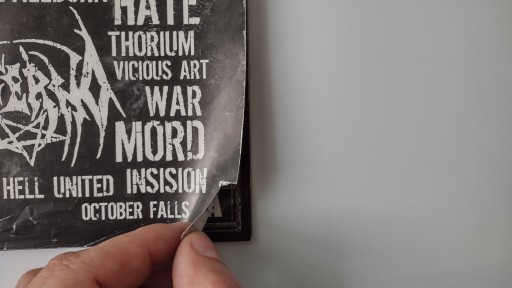 HATE
THORIUM
VICIOUS ART
WAR
MORD
HELL UNITED INSISION
OCTOBER FALLS
A